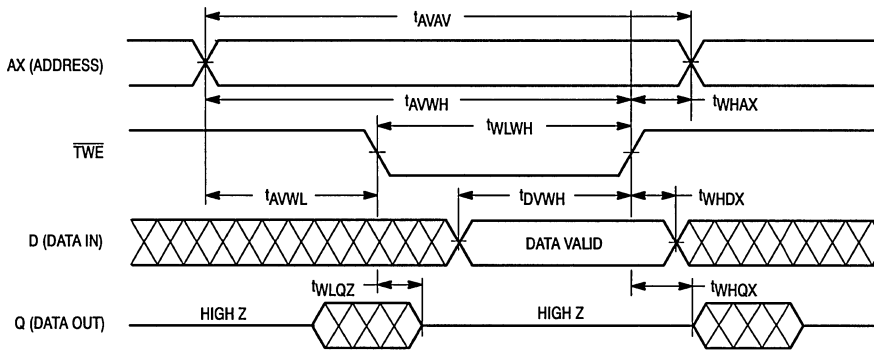 tAVAV
AX (ADDRESS)
tAVWH
tWHAX
tWLWH
TWE
tAVWL
tDVWH
tWHDX
D (DATA IN)
DATA VALID
tWLQZ
tWHQX
Q (DATA OUT)
HIGH Z
HIGH Z